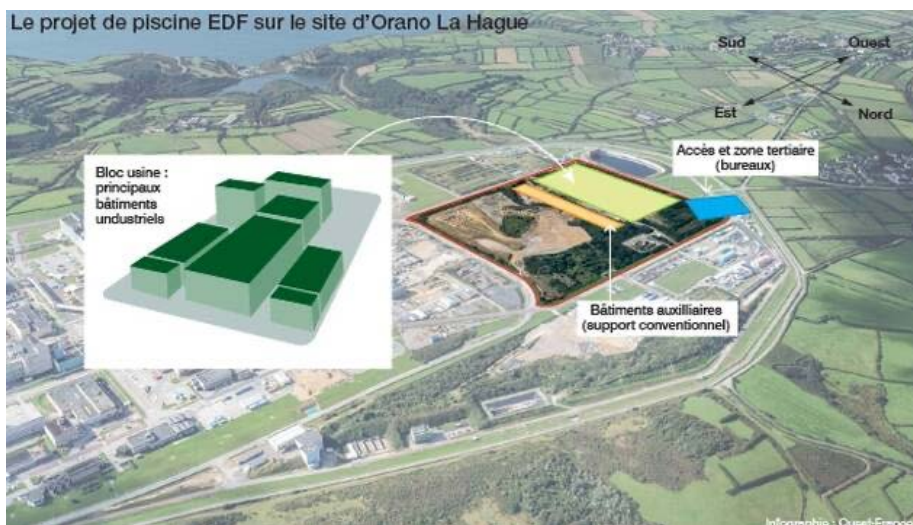 Le projet de piscine EDF sur le site d'Orano La Hague
Sud
Ouest
Est
Nord
Accès et zone tertiaire
(bureaux)
Bloc usine :
principaux
bâtiments
undustriels
Bâtiments auxilliaires
(support conventionnel)
Infographie : Ouest-France